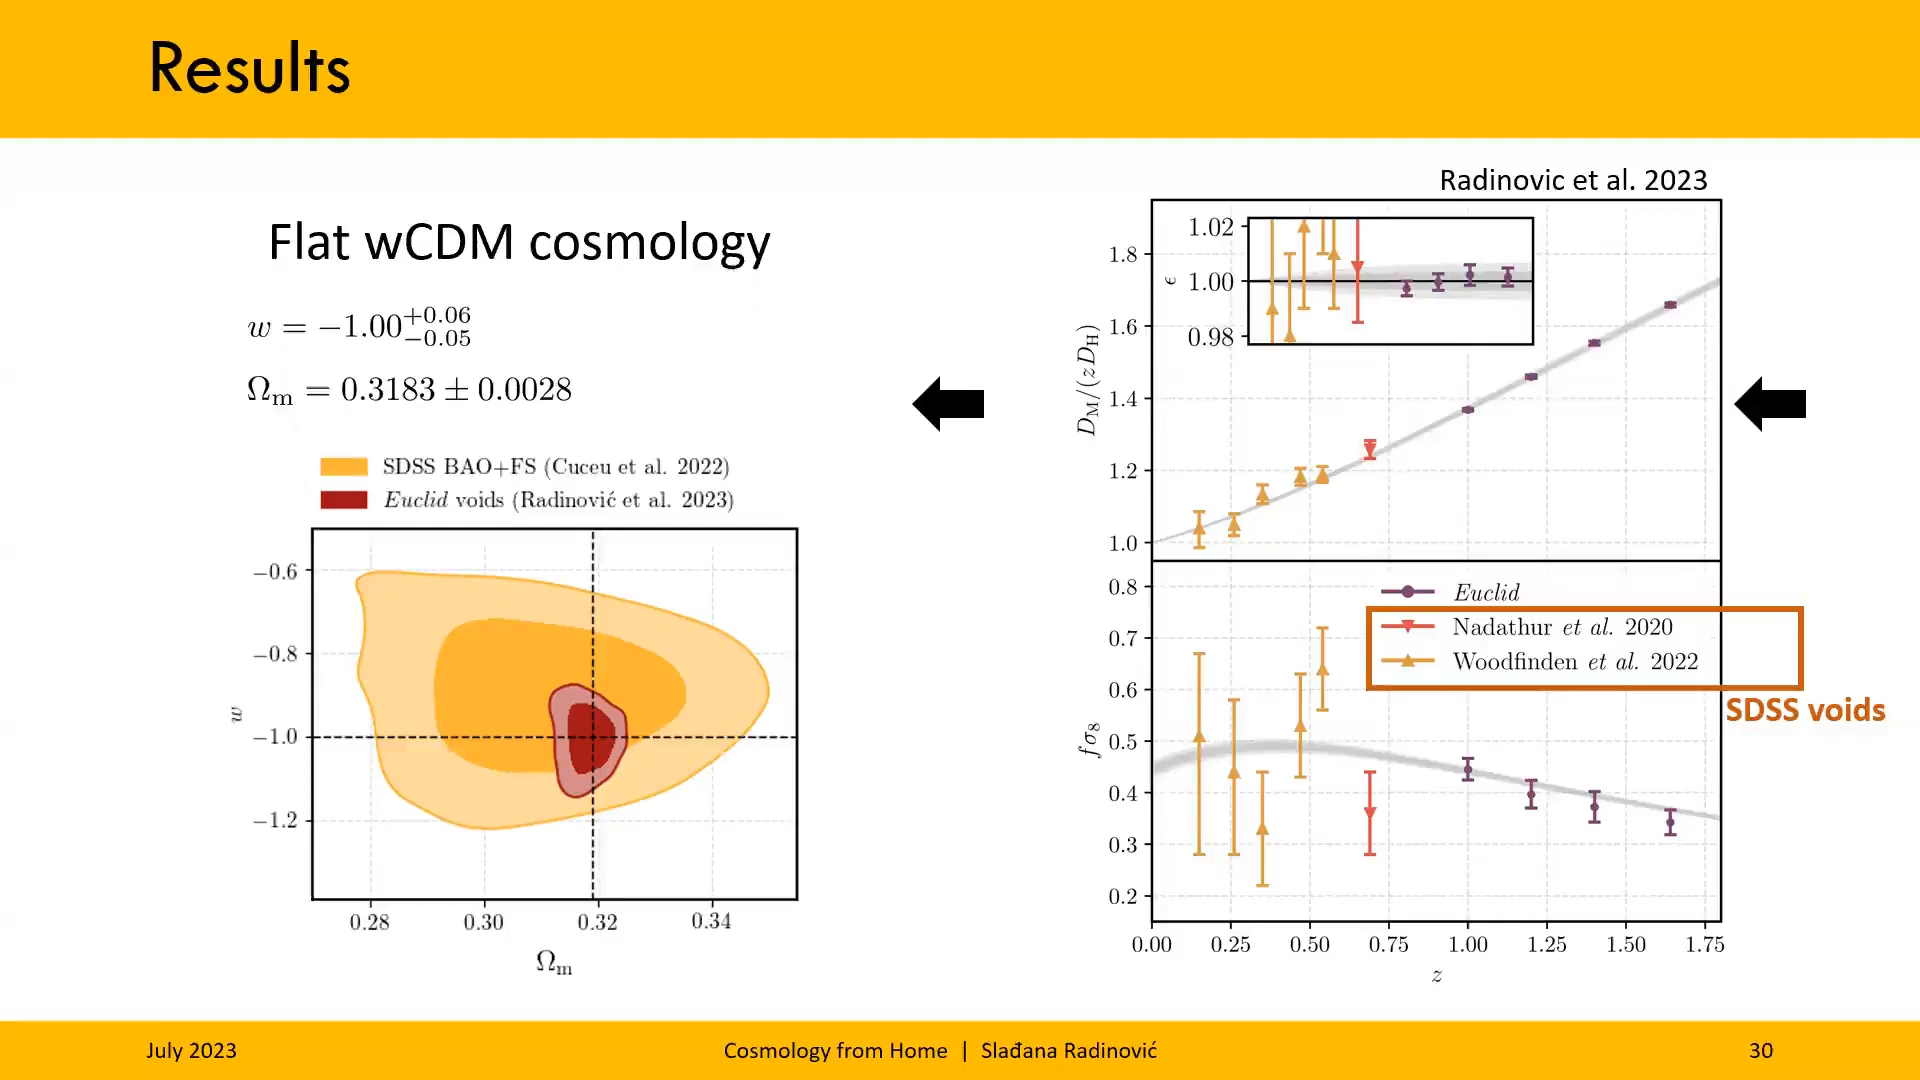 Results
Flat wCDM cosmology
w = −1.00+0.06−0.05
Ωm = 0.3183 ± 0.0028
SDSS BAO+FS (Cuceu et al. 2022)
Euclid voids (Radinović et al. 2023)
−0.6
−0.8
−1.0
−1.2
w
0.28 0.30 0.32 0.34
Ωm
Radinovic et al. 2023
1.02
1.00
0.98
ϵ
1.8
1.6
1.4
1.2
1.0
DM/(zDH)
Euclid
Nadathur et al. 2020
Woodfinden et al. 2022
SDSS voids
0.8
0.7
0.6
0.5
0.4
0.3
0.2
fσ8
0.00 0.25 0.50 0.75 1.00 1.25 1.50 1.75
z
July 2023
Cosmology from Home | Slađana Radinović
30